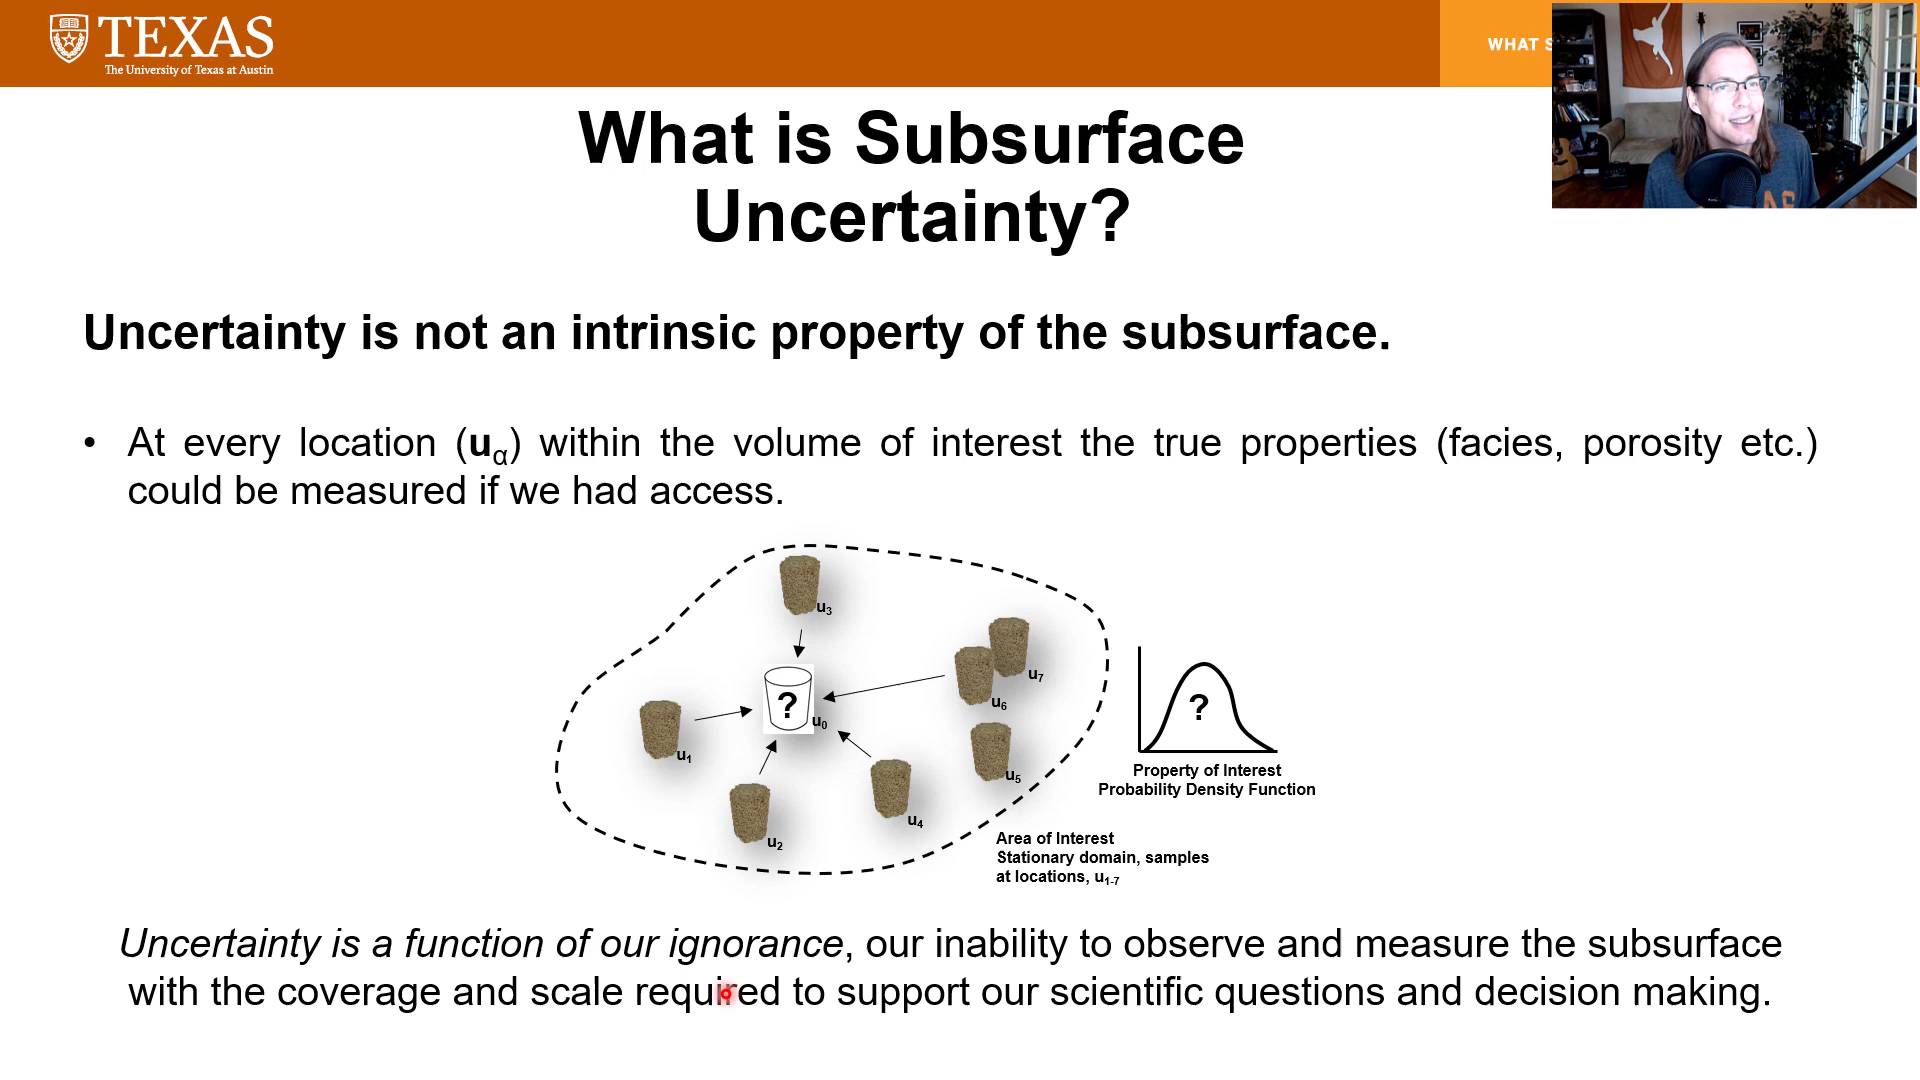 TEXAS
The University of Texas at Austin
WHAT
What is Subsurface
Uncertainty?
Uncertainty is not an intrinsic property of the subsurface.
• At every location (uα) within the volume of interest the true properties (facies, porosity etc.)
could be measured if we had access.
u3
u7
u6
?
u0
?
u1
u5
Property of Interest
Probability Density Function
u4
u2
Area of Interest
Stationary domain, samples
at locations, u1-7
Uncertainty is a function of our ignorance, our inability to observe and measure the subsurface
with the coverage and scale required to support our scientific questions and decision making.